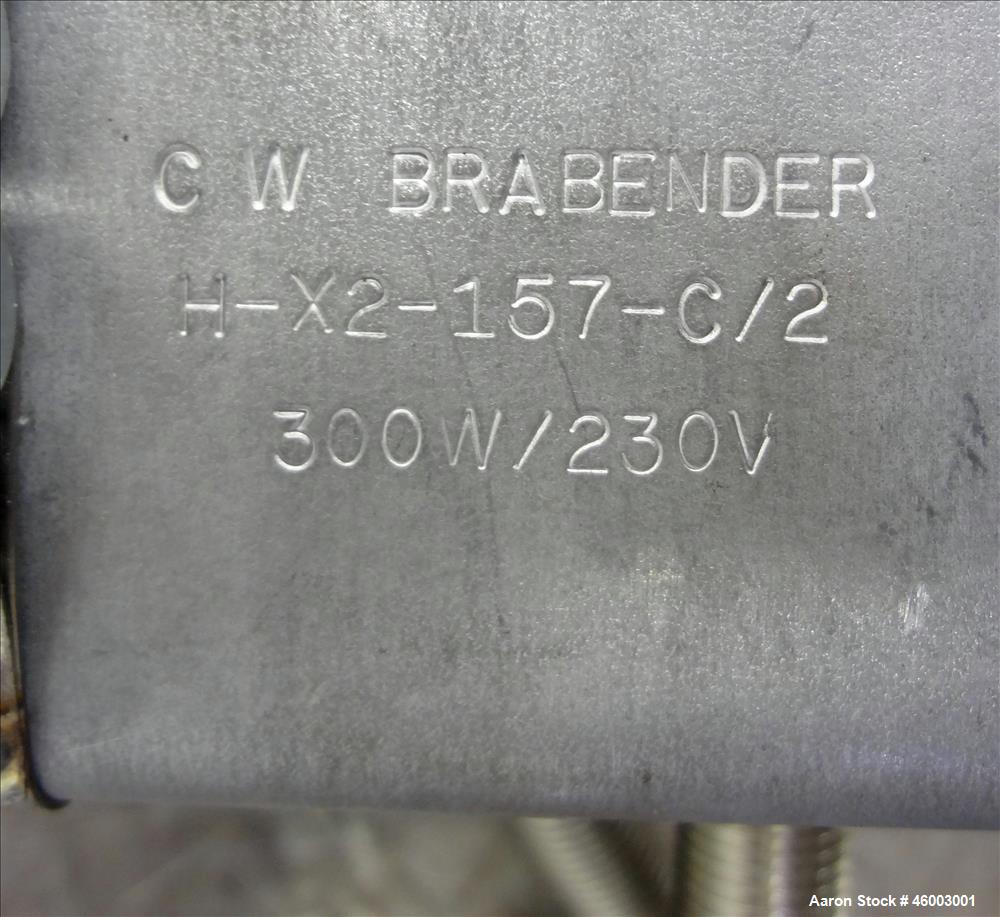 C W BRABENDER
H-X2-157-C/2
300W/230V
Aaron Stock # 46003001